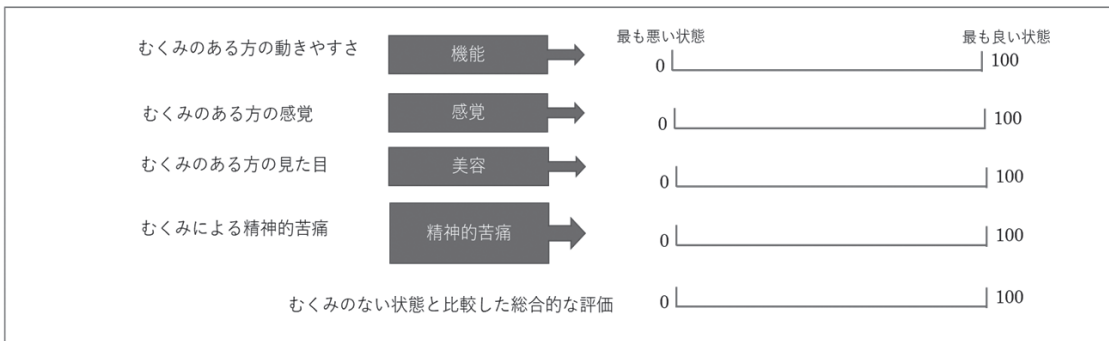 最も悪い状態 最も良い状態
むくみのある方の動きやすさ 機能 0 100
むくみのある方の感覚 感覚 0 100
むくみのある方の見た目 美容 0 100
むくみによる精神的苦痛 精神的苦痛 0 100
むくみのない状態と比較した総合的な評価 0 100